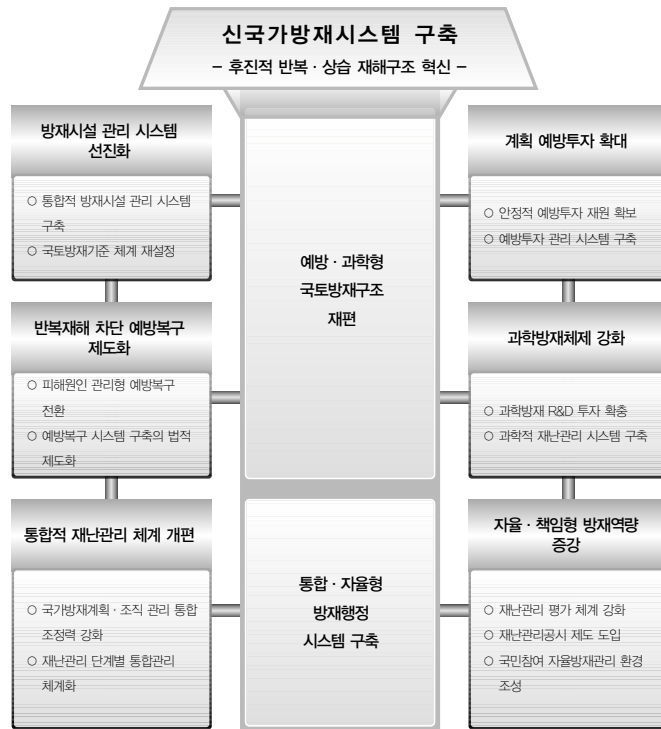 신국가방재시스템 구축
– 후진적 반복 · 상습 재해구조 혁신 –
방재시설 관리 시스템
선진화
○ 통합적 방재시설 관리 시스템
구축
○ 국토방재기준 체계 재설정
반복재해 차단 예방복구
제도화
○ 피해원인 관리형 예방복구
전환
○ 예방복구 시스템 구축의 법적
제도화
통합적 재난관리 체계 개편
○ 국가방재계획 · 조직 관리 통합
조정력 강화
○ 재난관리 단계별 통합관리
체계화
예방 · 과학형
국토방재구조
재편
통합 · 자율형
방재행정
시스템 구축
계획 예방투자 확대
○ 안정적 예방투자 재원 확보
○ 예방투자 관리 시스템 구축
과학방재체제 강화
○ 과학방재 R&D 투자 확충
○ 과학적 재난관리 시스템 구축
자율 · 책임형 방재역량
증강
○ 재난관리 평가 체계 강화
○ 재난관리공시 제도 도입
○ 국민참여 자율방재관리 환경
조성